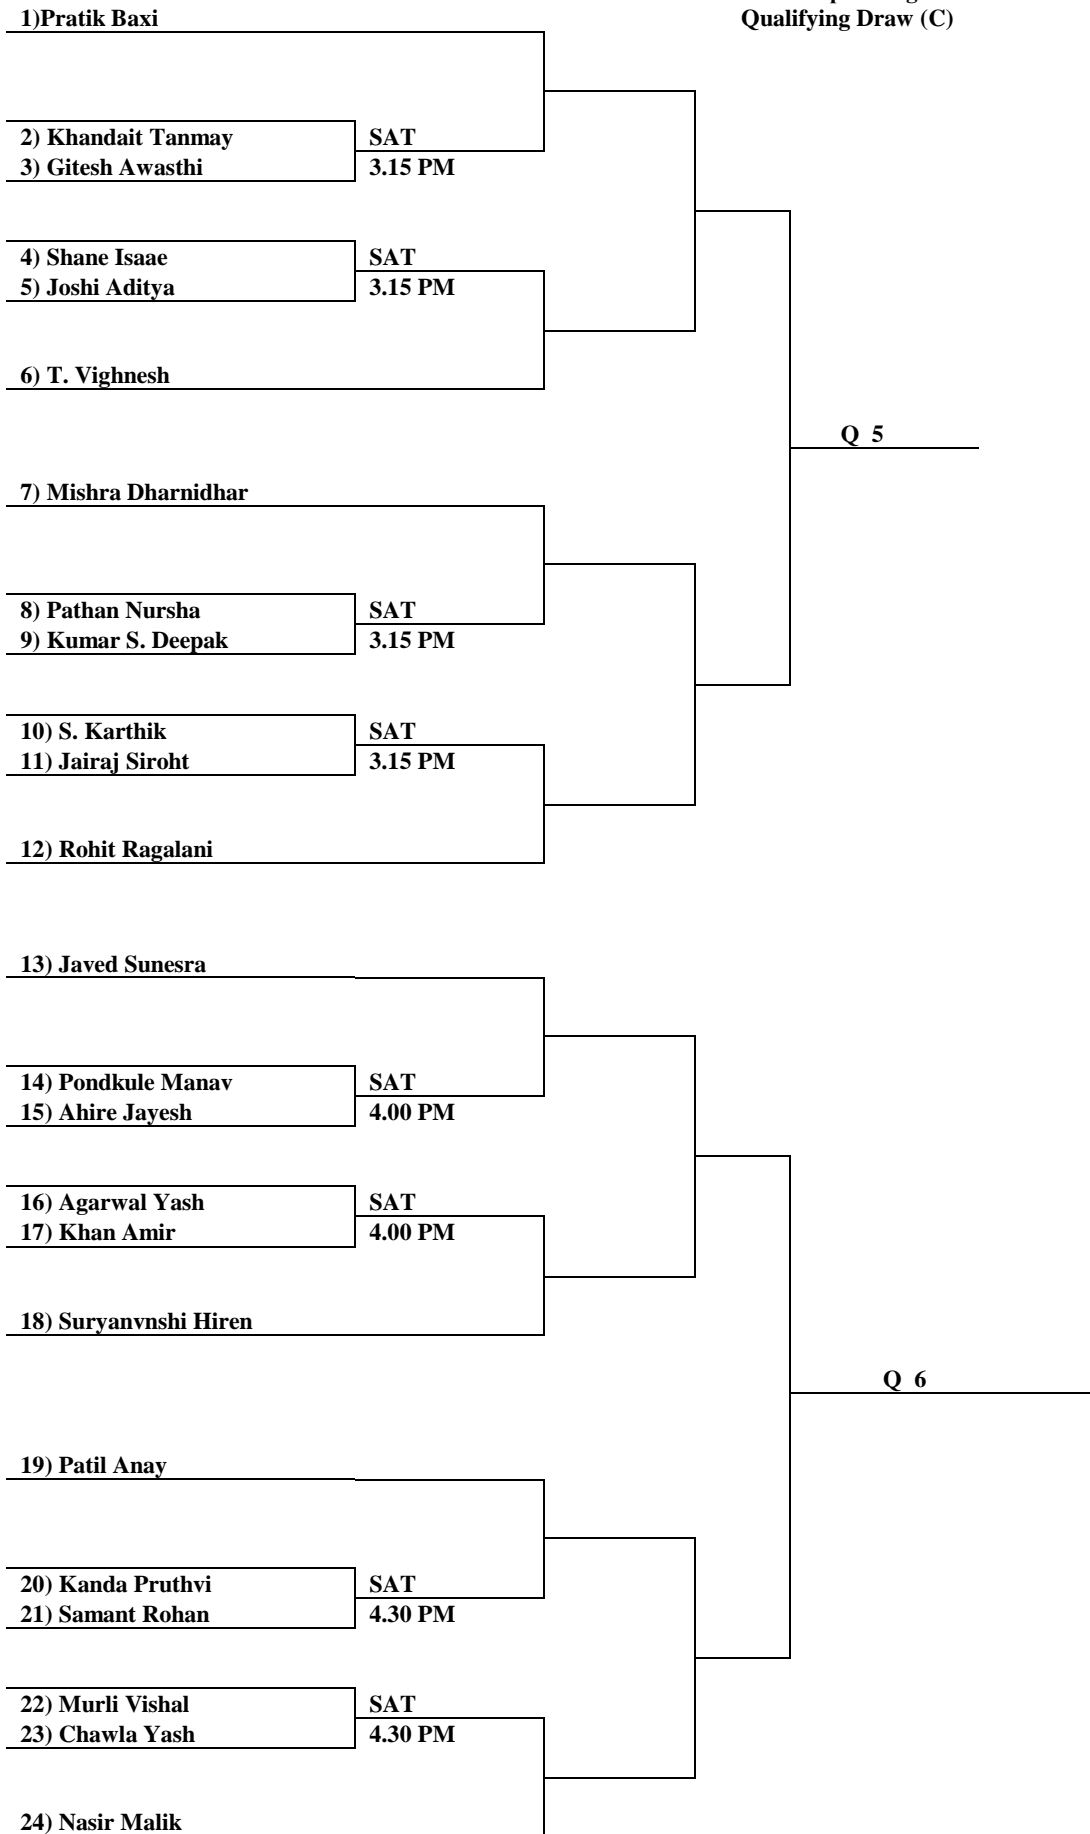 1)Pratik Baxi
Qualifying Draw (C)
2) Khandait Tanmay
SAT
3) Gitesh Awasthi
3.15 PM
4) Shane Isaae
SAT
5) Joshi Aditya
3.15 PM
6) T. Vighnesh
Q 5
7) Mishra Dharnidhar
8) Pathan Nursha
SAT
9) Kumar S. Deepak
3.15 PM
10) S. Karthik
SAT
11) Jairaj Siroht
3.15 PM
12) Rohit Ragalani
13) Javed Sunesra
14) Pondkule Manav
SAT
15) Ahire Jayesh
4.00 PM
16) Agarwal Yash
SAT
17) Khan Amir
4.00 PM
18) Suryanvnshi Hiren
Q 6
19) Patil Anay
20) Kanda Pruthvi
SAT
21) Samant Rohan
4.30 PM
22) Murli Vishal
SAT
23) Chawla Yash
4.30 PM
24) Nasir Malik